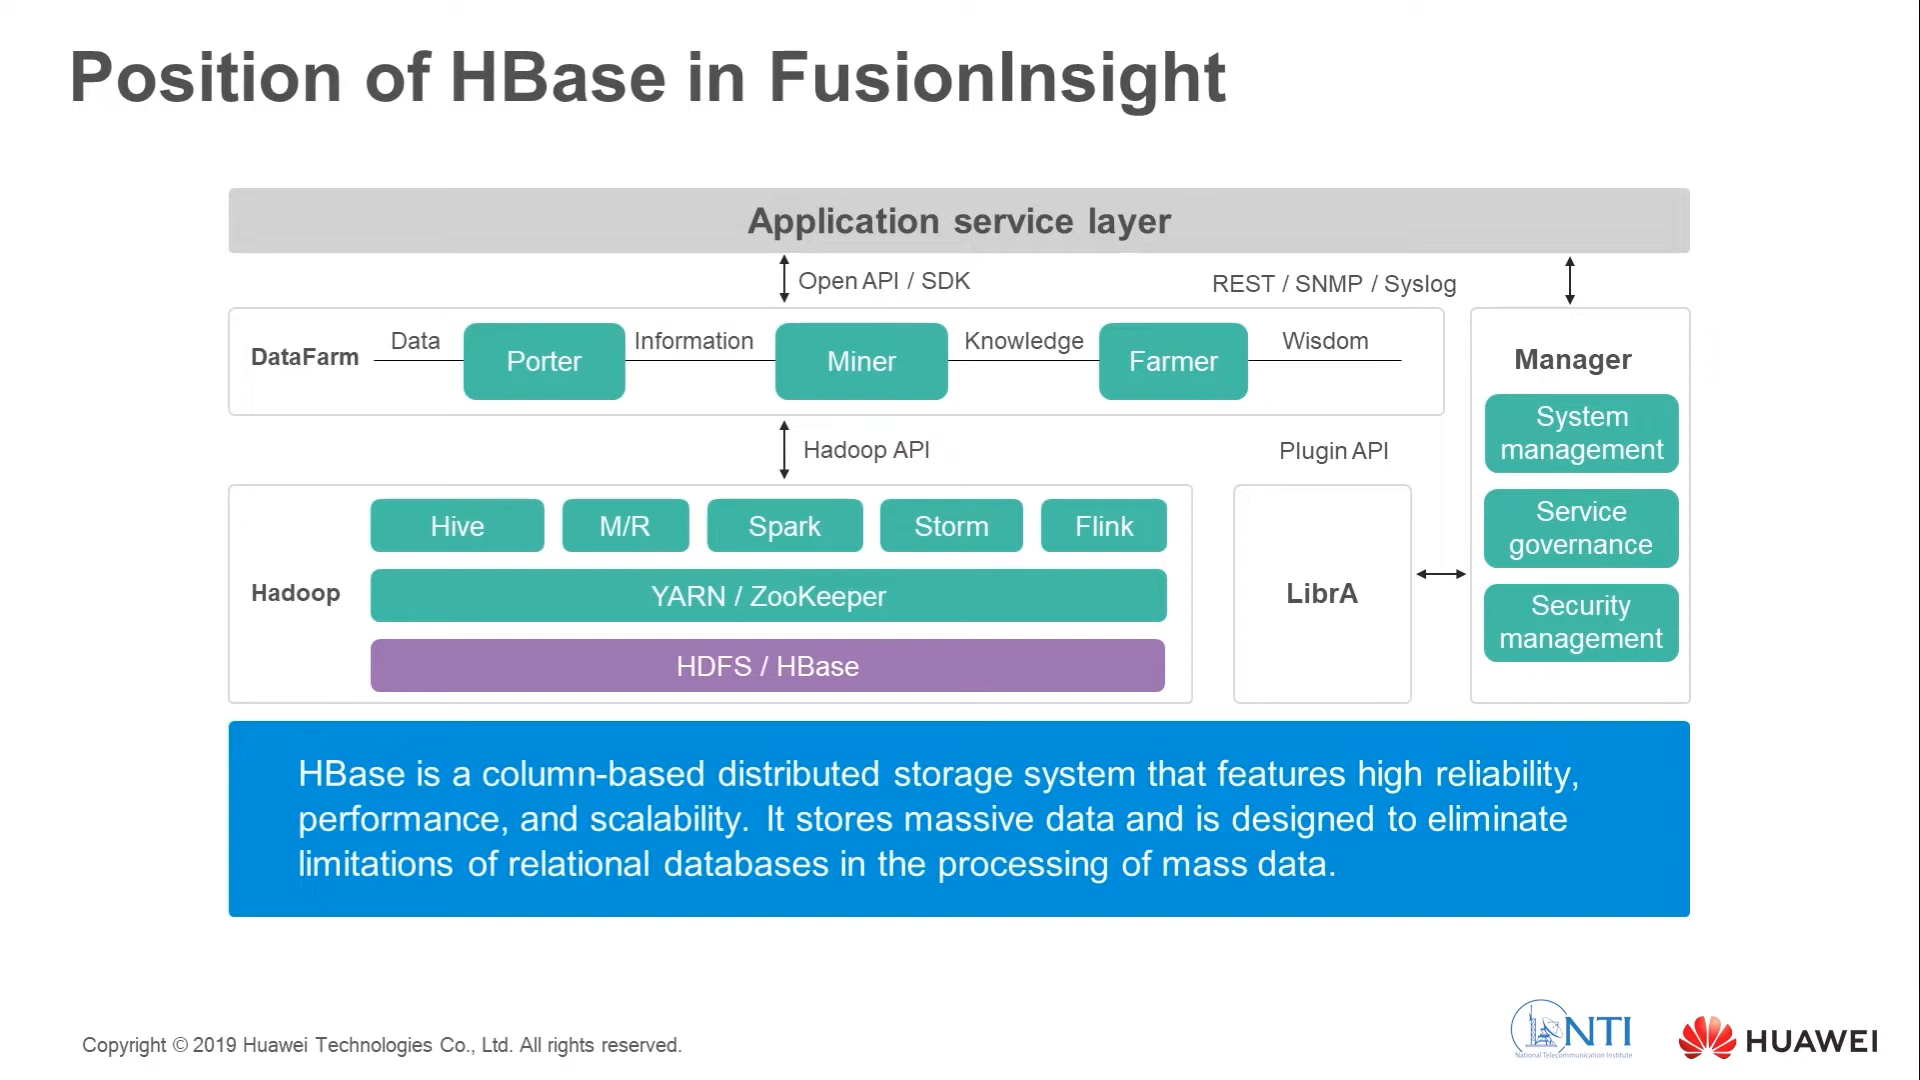 Position of HBase in FusionInsight
Application service layer
Open API / SDK
REST / SNMP / Syslog
DataFarm
Data
Porter
Information
Miner
Knowledge
Farmer
Wisdom
Hadoop API
Plugin API
Manager
System
management
Service
governance
Security
management
Hadoop
Hive
M/R
Spark
Storm
Flink
YARN / ZooKeeper
HDFS / HBase
LibrA
HBase is a column-based distributed storage system that features high reliability,
performance, and scalability. It stores massive data and is designed to eliminate
limitations of relational databases in the processing of mass data.
Copyright © 2019 Huawei Technologies Co., Ltd. All rights reserved.
NTI
National Telecommunication Institute
HUAWEI